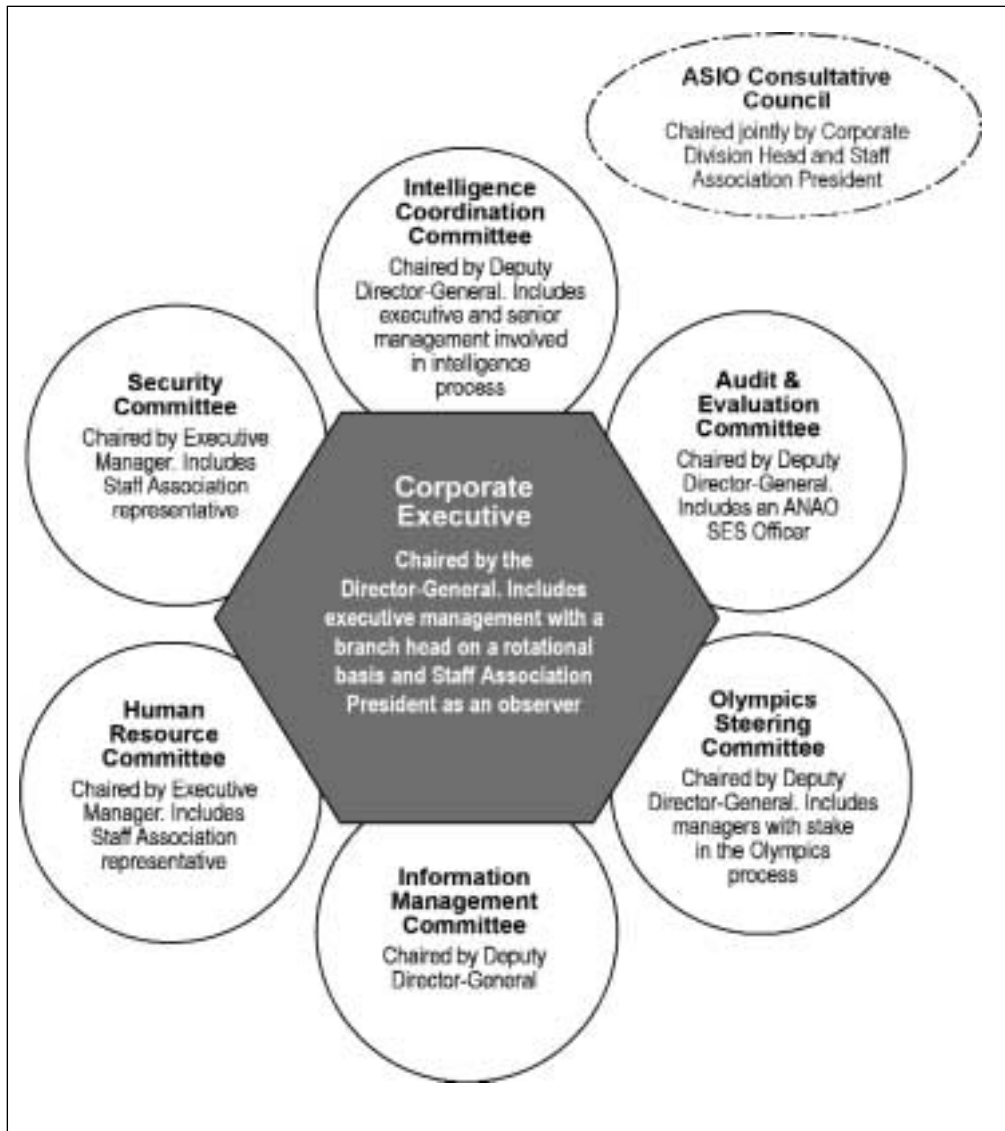 ASIO Consultative
Council
Chaired jointly by Corporate
Division Head and Staff
Association President
Intelligence
Coordination
Committee
Chaired by Deputy
Director-General. Includes
executive and senior
management involved
in intelligence
process
Security
Committee
Chaired by Executive
Manager. Includes
Staff Association
representative
Audit &
Evaluation
Committee
Chaired by Deputy
Director-General.
Includes an ANAO
SES Officer
Corporate
Executive
Chaired by the
Director-General. Includes
executive management with a
branch head on a rotational
basis and Staff Association
President as an observer
Human
Resource
Committee
Chaired by Executive
Manager. Includes
Staff Association
representative
Olympics
Steering
Committee
Chaired by Deputy
Director-General. Includes
managers with stake
in the Olympics
process
Information
Management
Committee
Chaired by Deputy
Director-General